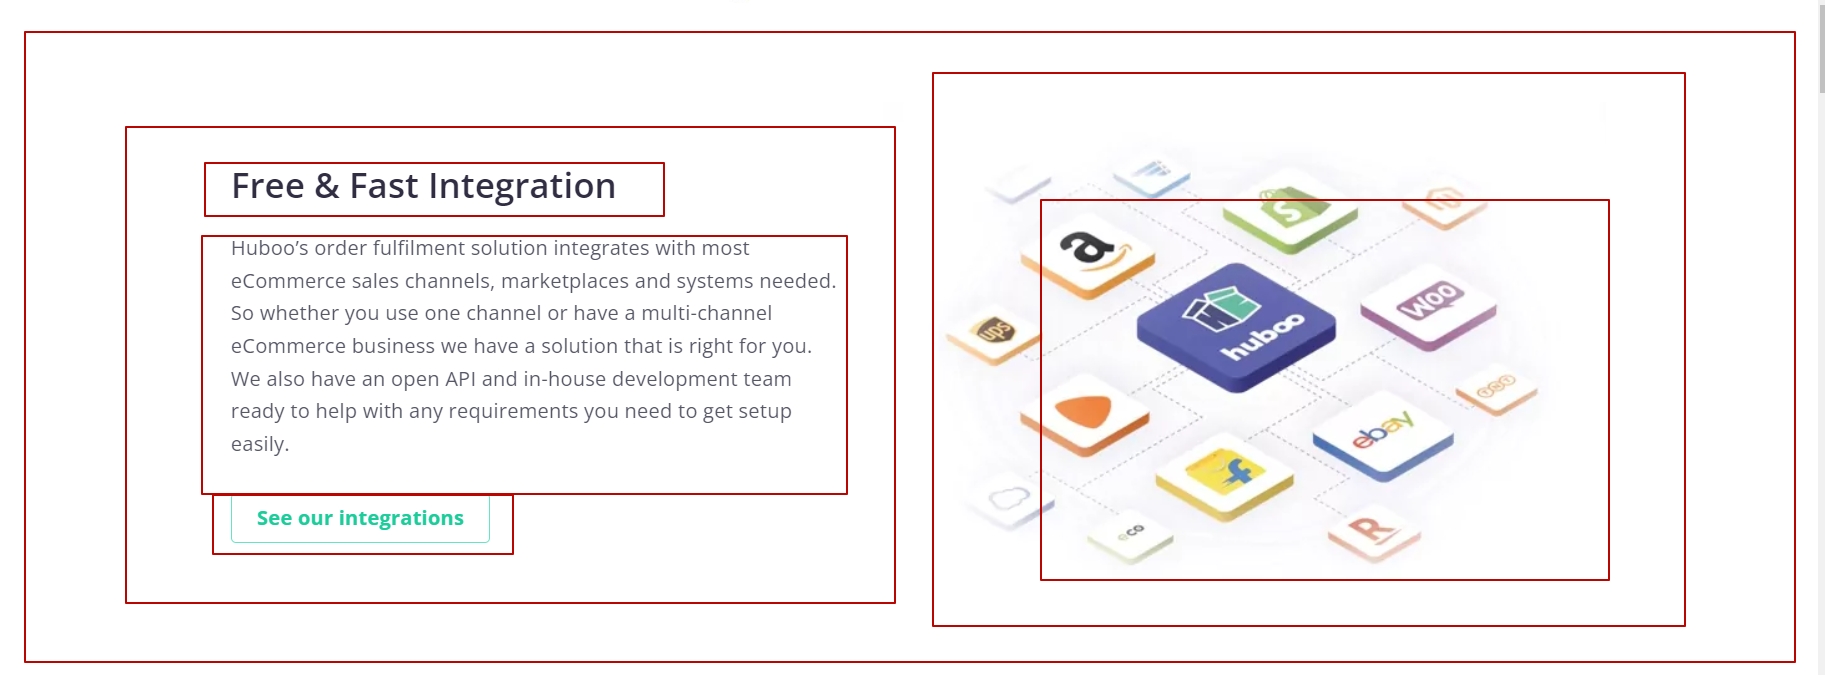 Free & Fast Integration
Huboo’s order fulfilment solution integrates with most
eCommerce sales channels, marketplaces and systems needed.
So whether you use one channel or have a multi-channel
eCommerce business we have a solution that is right for you.
We also have an open API and in-house development team
ready to help with any requirements you need to get setup
easily.
See our integrations
a
S
ups
huboo
WOO
TNT
ebay
f
eco
R